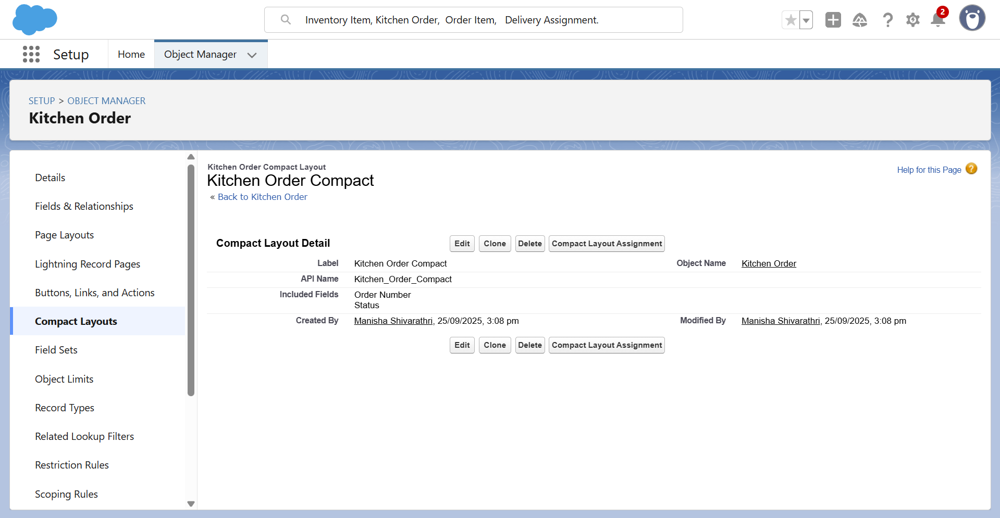 Inventory Item, Kitchen Order,  Order Item,   Delivery Assignment.
2
Setup
Home
Object Manager
SETUP > OBJECT MANAGER
Kitchen Order
Details
Fields & Relationships
Page Layouts
Lightning Record Pages
Buttons, Links, and Actions
Compact Layouts
Field Sets
Object Limits
Record Types
Related Lookup Filters
Restriction Rules
Scoping Rules
Kitchen Order Compact Layout
Kitchen Order Compact
« Back to Kitchen Order
Help for this Page ?
Compact Layout Detail Edit Clone Delete Compact Layout Assignment
Label Kitchen Order Compact Object Name Kitchen Order
API Name Kitchen_Order_Compact
Included Fields Order Number
Status
Created By Manisha Shivarathri, 25/09/2025, 3:08 pm Modified By Manisha Shivarathri, 25/09/2025, 3:08 pm
Edit Clone Delete Compact Layout Assignment